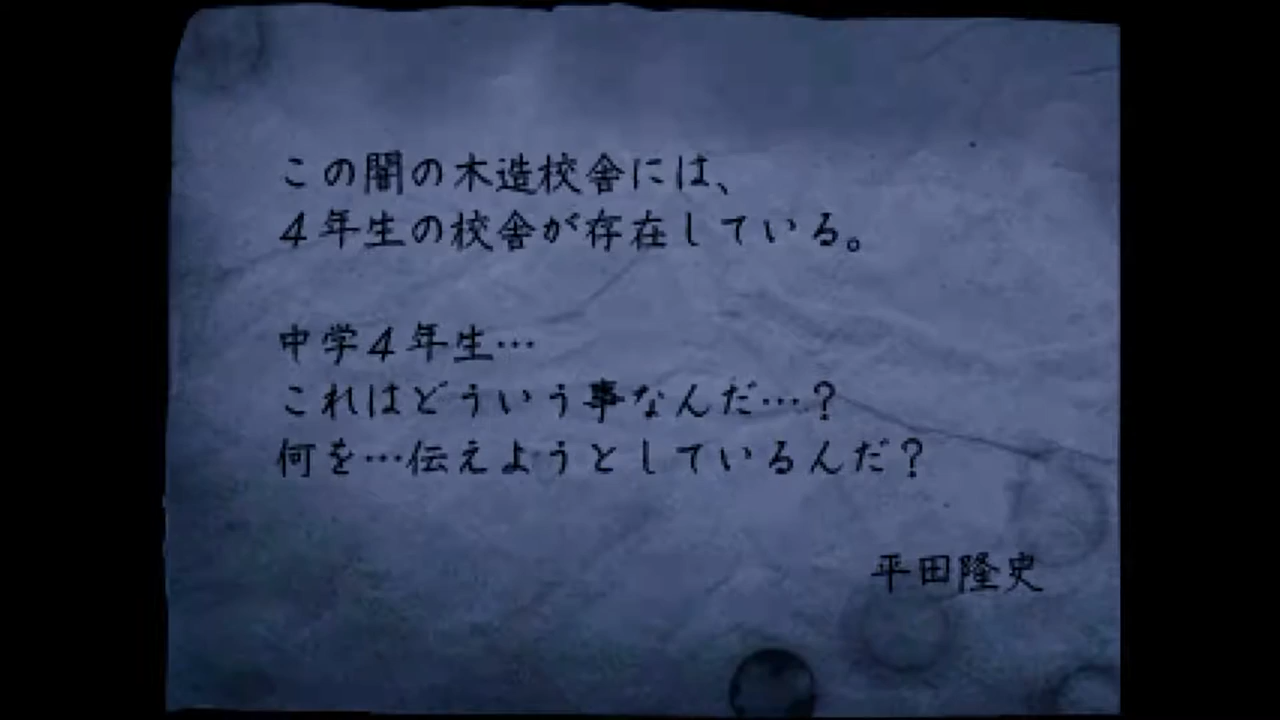 この闇の木造校舎には、
4年生の校舎が存在している。
中学4年生…
これはどういう事なんだ…？
何を…伝えようとしているんだ？
平田隆史